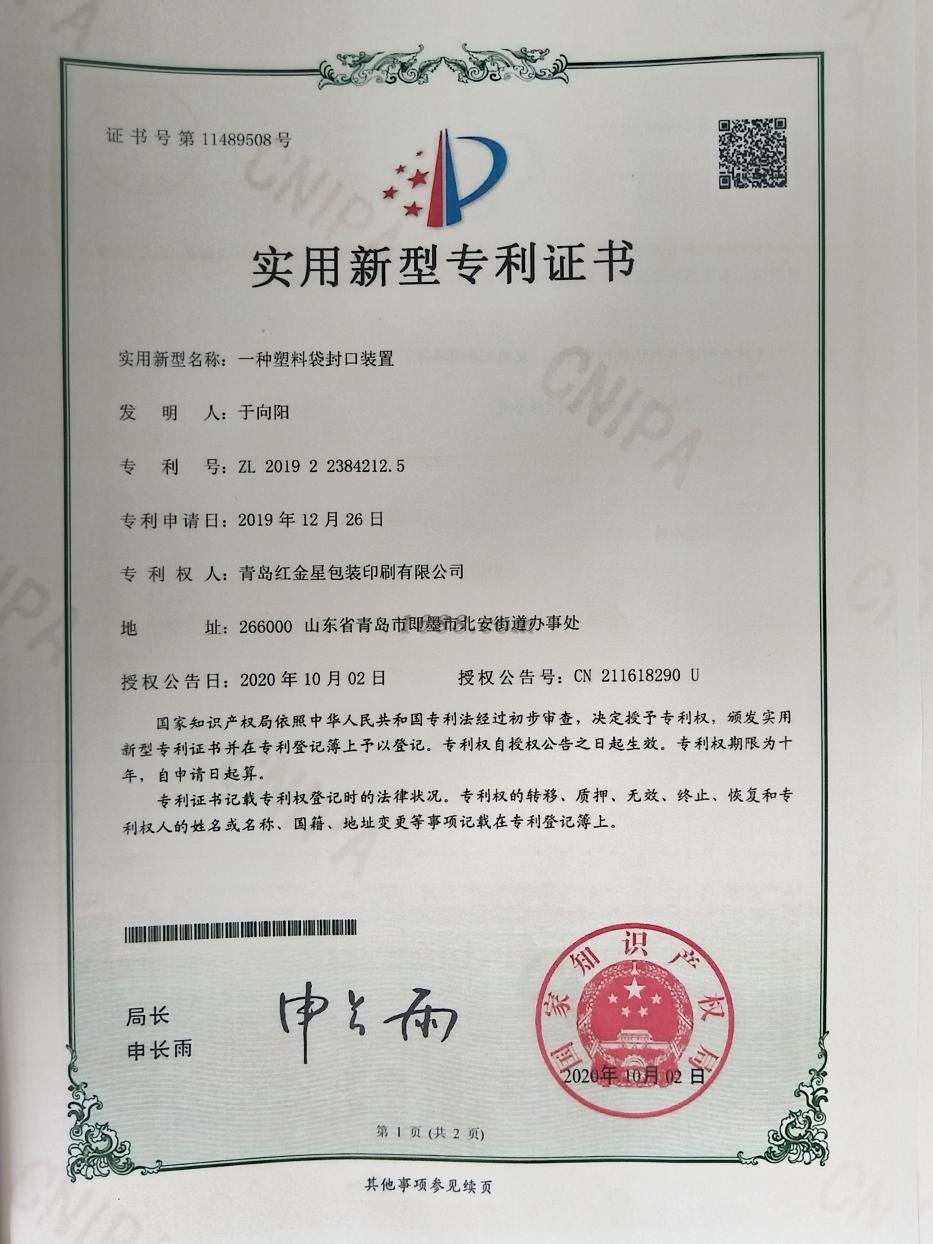 证书号第11489508号
实用新型专利证书
实用新型名称：一种塑料袋封口装置
发明人：于向阳
专利号：ZL 2019 2 2384212.5
专利申请日：2019年12月26日
专利权人：青岛红金星包装印刷有限公司
地址：266000 山东省青岛市即墨市北安街道办事处
授权公告日：2020年10月02日 授权公告号：CN 211618290 U
国家知识产权局依照中华人民共和国专利法经过初步审查，决定授予专利权，颁发实用
新型专利证书并在专利登记簿上予以登记。专利权自授权公告之日起生效。专利权期限为十
年，自申请日起算。
专利证书记载专利权登记时的法律状况。专利权的转移、质押、无效、终止、恢复和专
利权人的姓名或名称、国籍、地址变更等事项记载在专利登记簿上。
局长
申长雨
申长雨
国家知识产权局
2020年10月02日
第1页(共2页)
其他事项参见续页
CNIPA
CNIPA